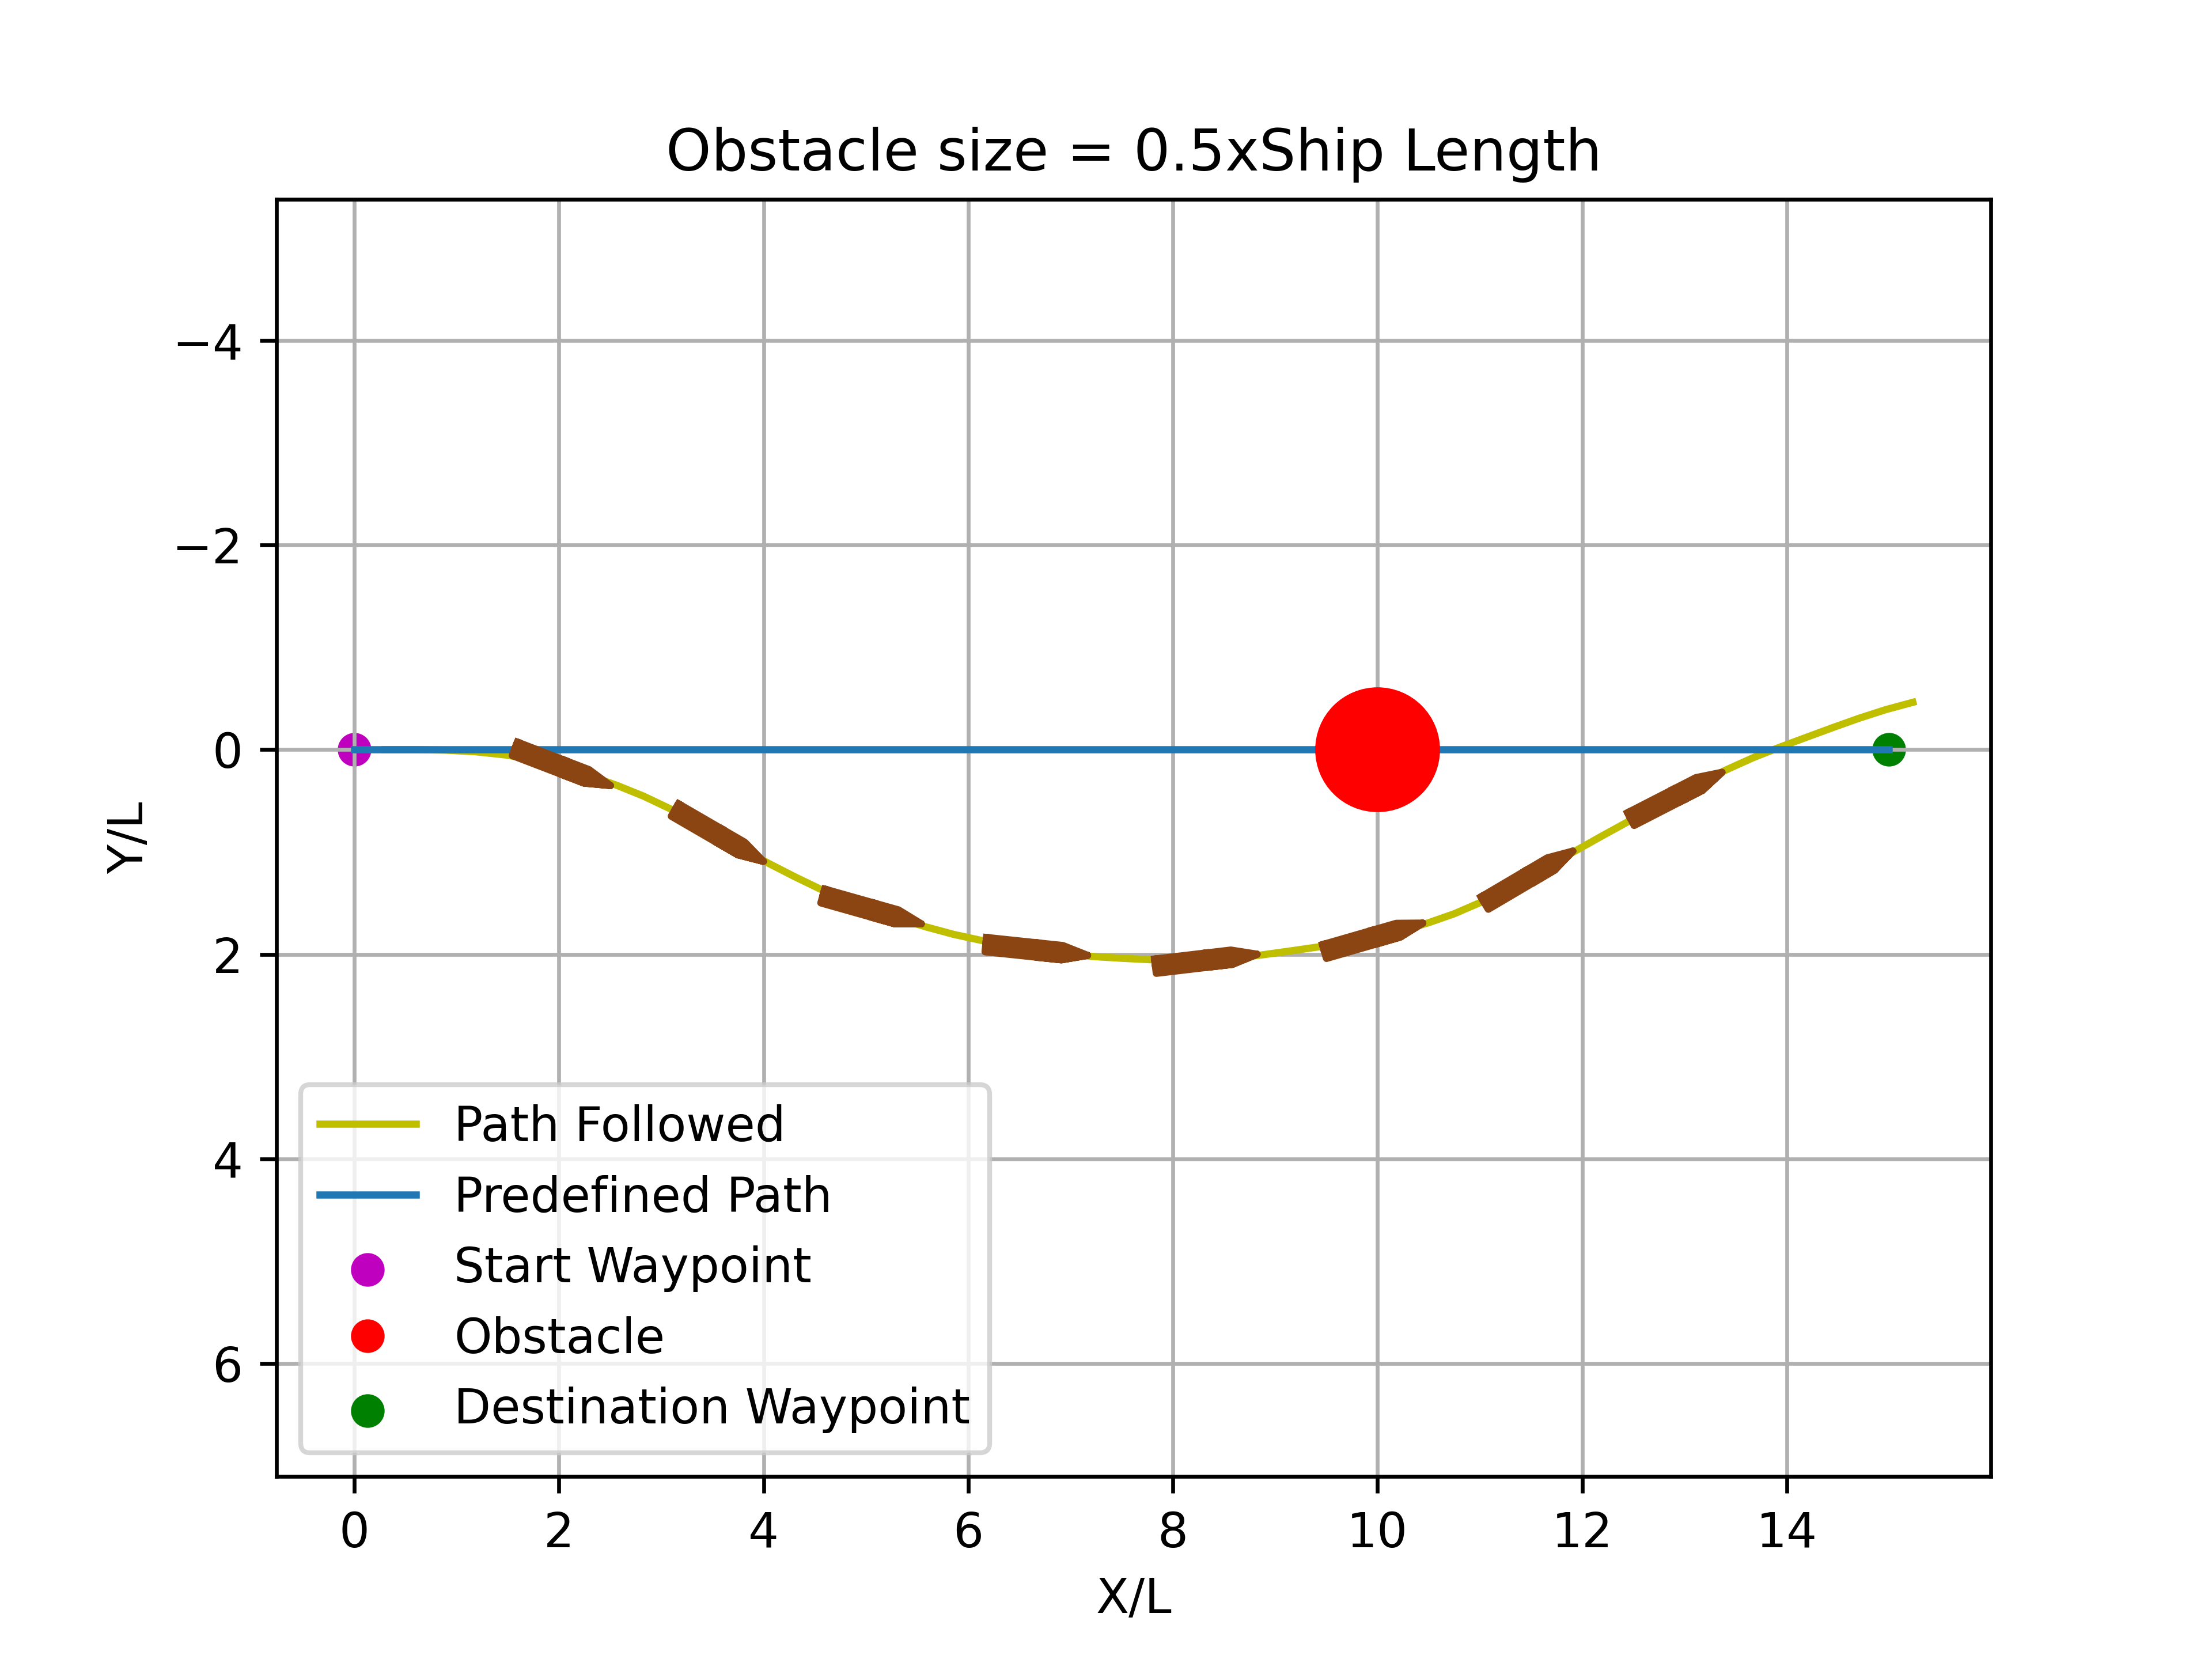 Obstacle size = 0.5xShip Length
−4
−2
0
2
4
6
Y/L
Path Followed
Predefined Path
Start Waypoint
Obstacle
Destination Waypoint
0 2 4 6 8 10 12 14
X/L